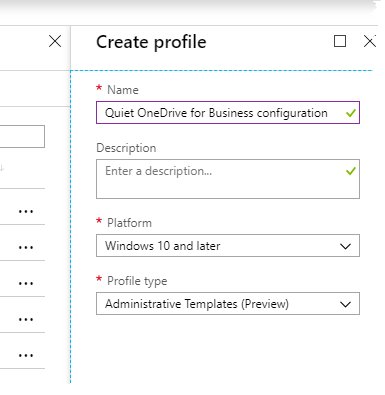 Create profile
* Name
Quiet OneDrive for Business configuration
Description
Enter a description...
* Platform
Windows 10 and later
* Profile type
Administrative Templates (Preview)